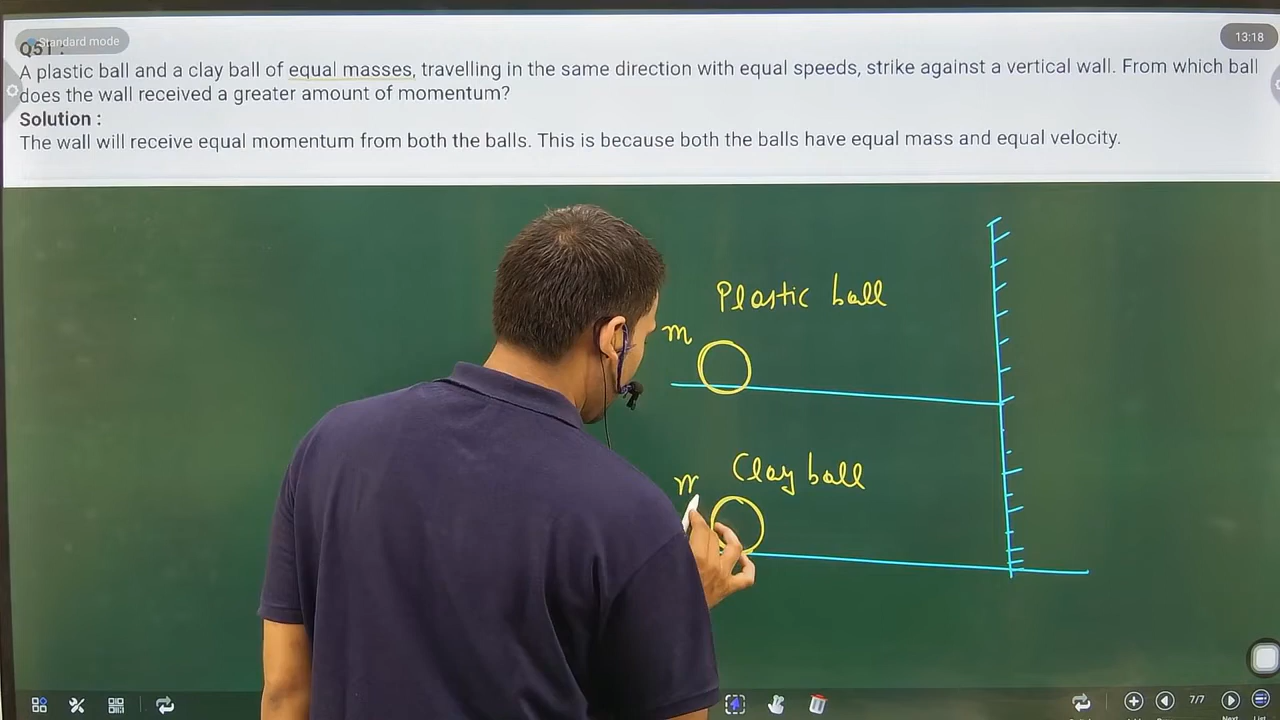 Standard mode
13:18
Q51 :
A plastic ball and a clay ball of equal masses, travelling in the same direction with equal speeds, strike against a vertical wall. From which ball
does the wall received a greater amount of momentum?
Solution :
The wall will receive equal momentum from both the balls. This is because both the balls have equal mass and equal velocity.
Plastic ball
m
Clay ball
m
7/7